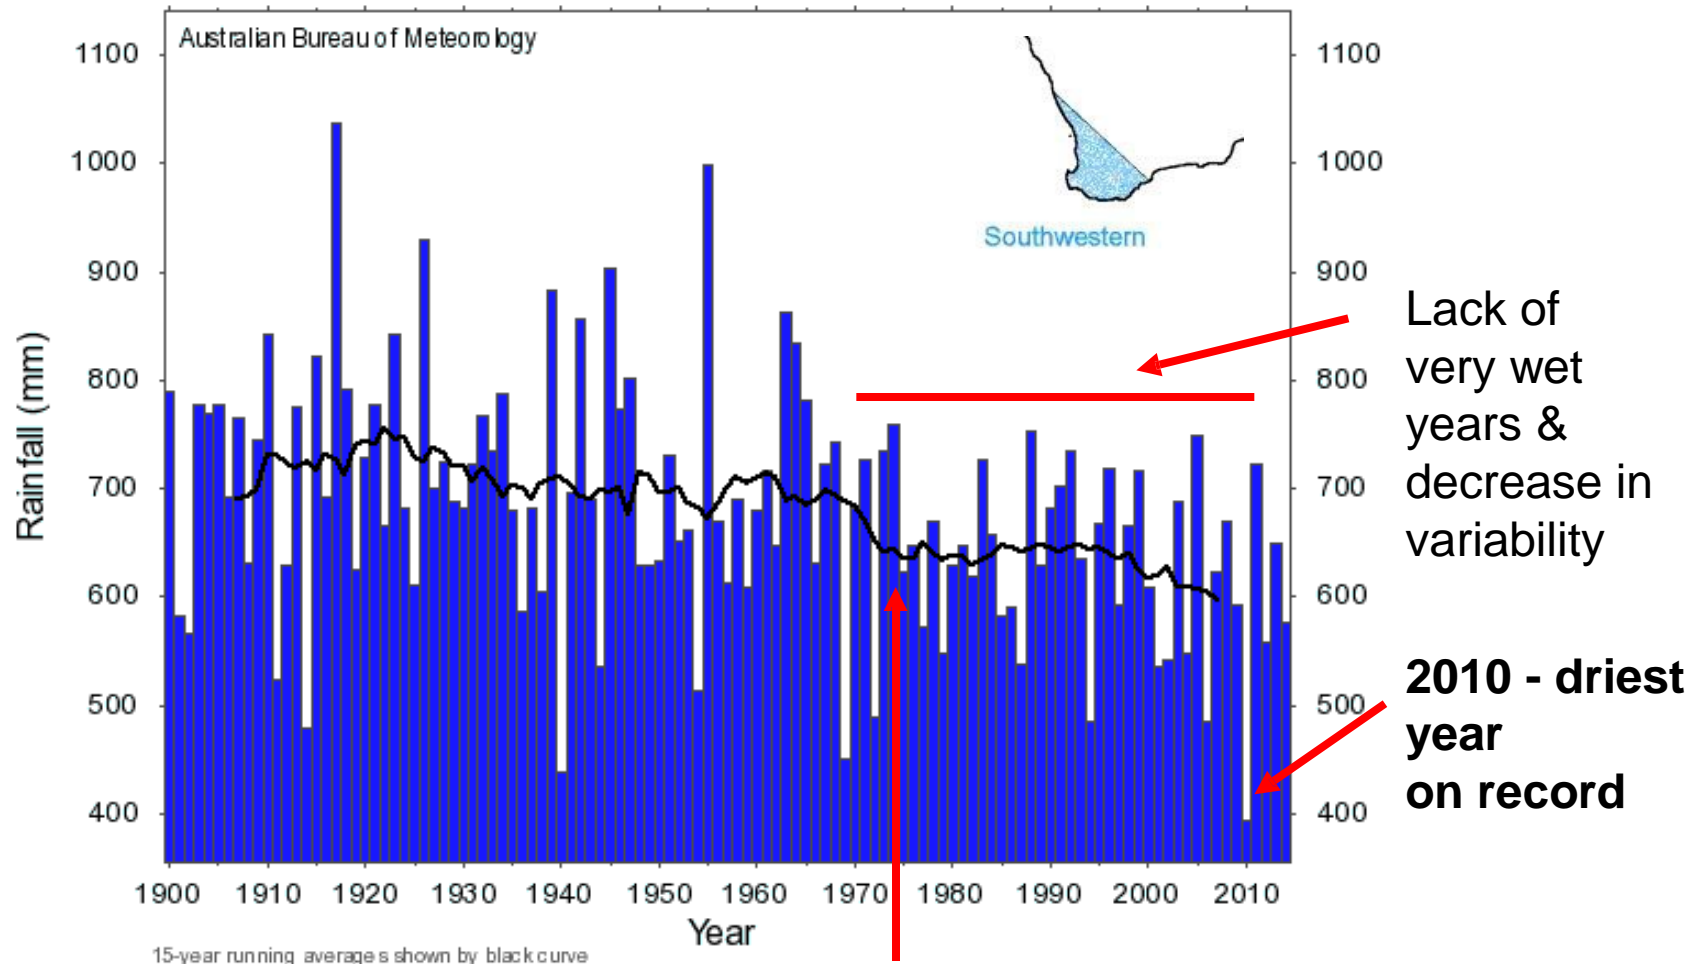 Australian Bureau of Meteorology
1100
1100
1000
1000
Southwestern
900
900
800
800
700
700
600
600
500
500
400
400
Rainfall (mm)
Lack of
very wet
years &
decrease in
variability
2010 - driest
year
on record
1900 1910 1920 1930 1940 1950 1960 1970 1980 1990 2000 2010
Year
15-year running averages shown by black curve